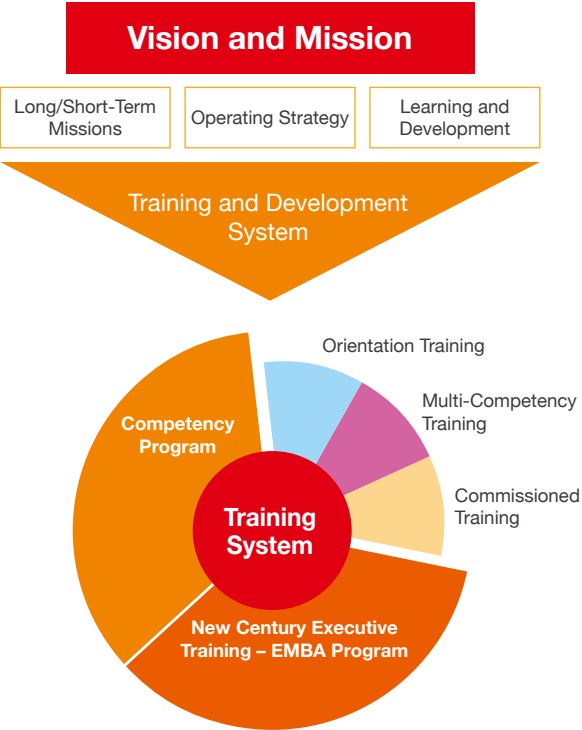 Vision and Mission
Long/Short-Term
Missions
Operating Strategy
Learning and
Development
Training and Development
System
Orientation Training
Multi-Competency
Training
Competency
Program
Commissioned
Training
Training
System
New Century Executive
Training – EMBA Program